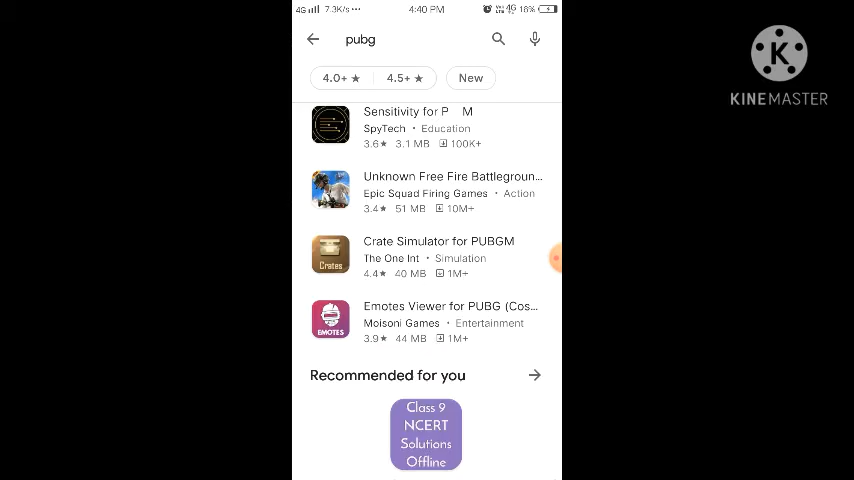 4G 7.3K/s ••• 4:40 PM 4G 18%
pubg
4.0+ ★ 4.5+ ★ New
Sensitivity for P M
SpyTech • Education
3.6★ 3.1 MB 100K+
Unknown Free Fire Battlegroun...
Epic Squad Firing Games • Action
3.4★ 51 MB 10M+
Crate Simulator for PUBGM
The One Int • Simulation
4.4★ 40 MB 1M+
Crates
Emotes Viewer for PUBG (Cos...
Moisoni Games • Entertainment
3.9★ 44 MB 1M+
EMOTES
Recommended for you
Class 9
NCERT
Solutions
Offline
KINEMASTER